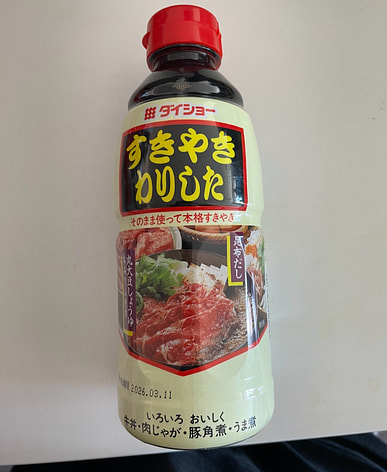 ダイショー
すきやき
わりした
そのまま使って本格すきやき
昆布だし
丸大豆しょうゆ
2026.03.11
いろいろ おいしく
牛丼・肉じゃが・豚角煮・うま煮